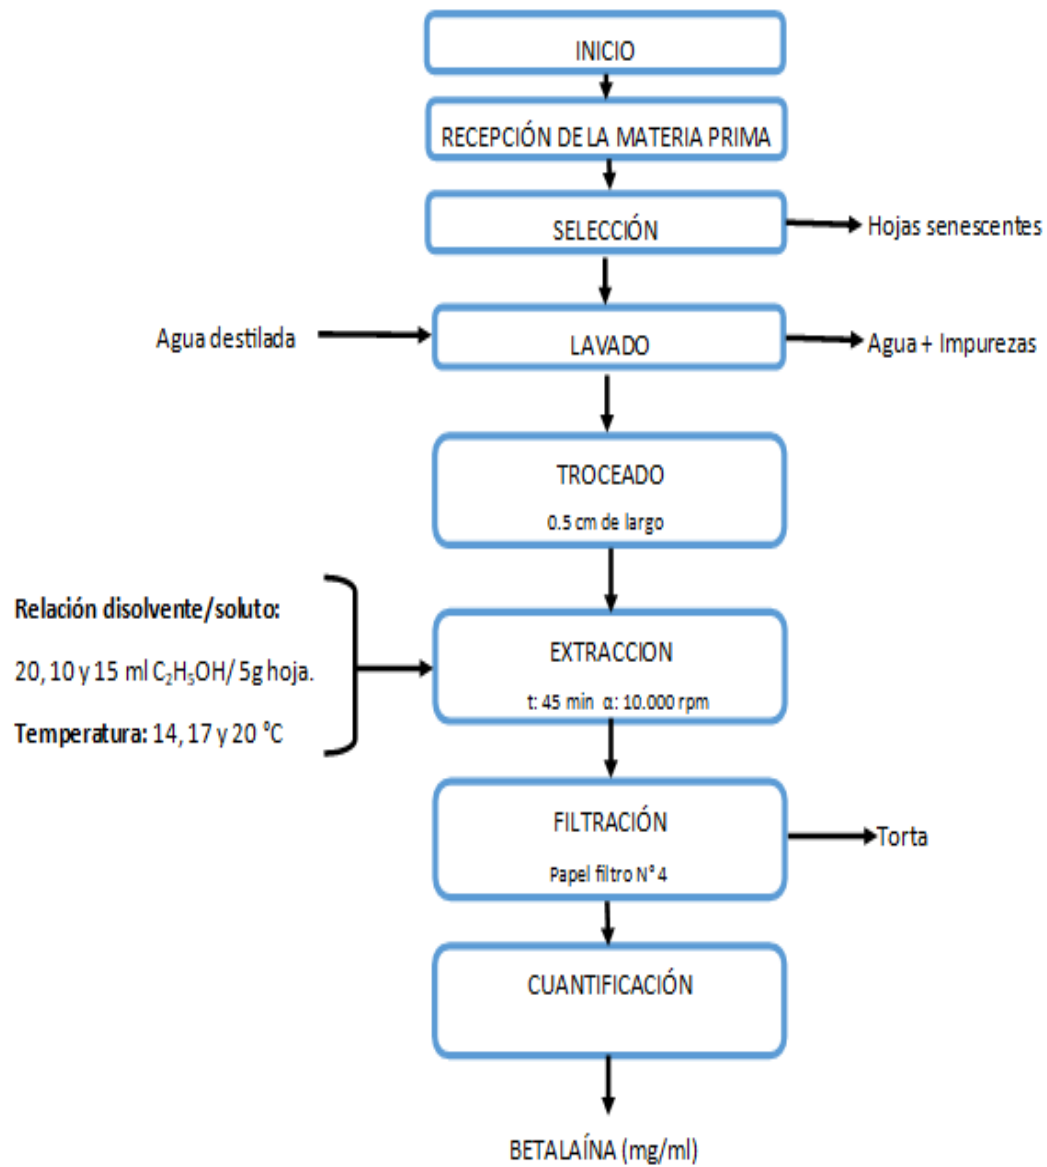 INICIO
RECEPCIÓN DE LA MATERIA PRIMA
SELECCIÓN
Hojas senescentes
Agua destilada
LAVADO
Agua + Impurezas
TROCEADO
0.5 cm de largo
Relación disolvente/soluto:
20, 10 y 15 ml C₂H₅OH/ 5g hoja.
Temperatura: 14, 17 y 20 °C
EXTRACCION
t: 45 min α: 10.000 rpm
FILTRACIÓN
Papel filtro N° 4
Torta
CUANTIFICACIÓN
BETALAÍNA (mg/ml)